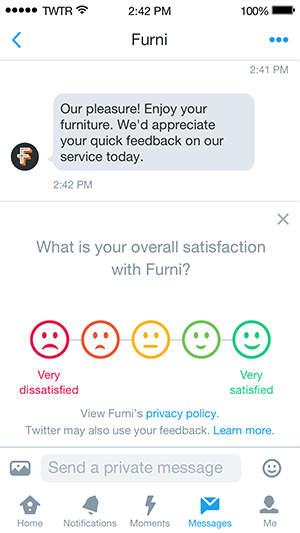 TWTR 2:42 PM 100%
Furni
2:41 PM
Our pleasure! Enjoy your
furniture. We'd appreciate
your quick feedback on our
service today.
F
2:42 PM
What is your overall satisfaction
with Furni?
Very
dissatisfied
Very
satisfied
View Furni's privacy policy.
Twitter may also use your feedback. Learn more.
Send a private message
Home Notifications Moments Messages Me